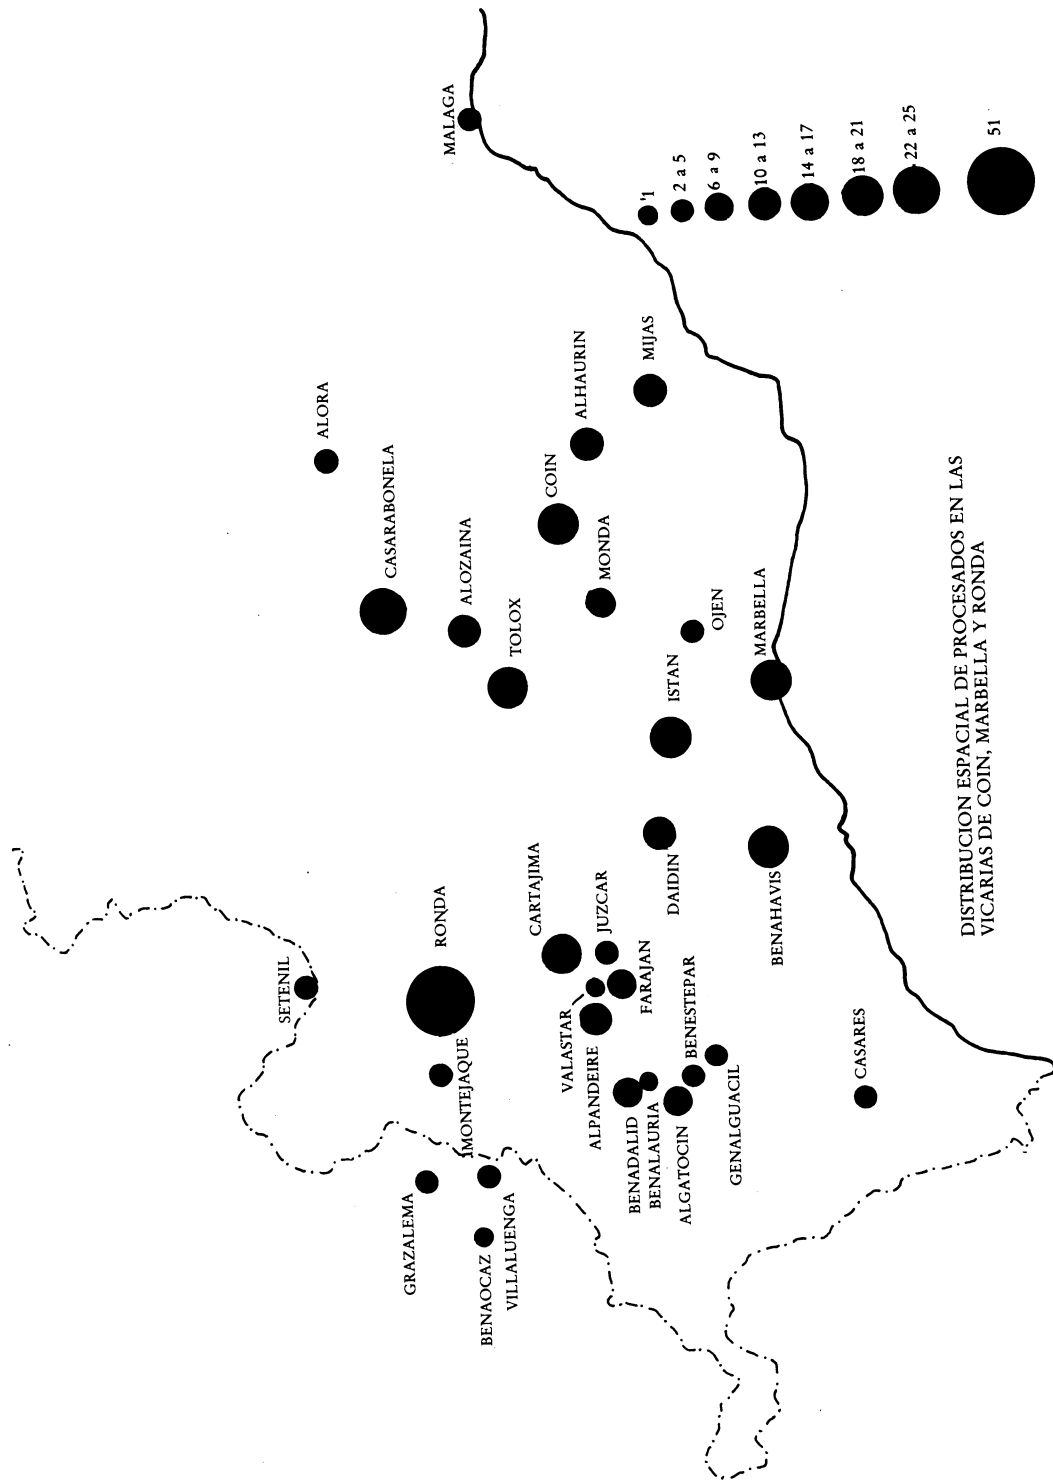 SETENIL
GRAZALEMA
BENAOCAZ
VILLALUENGA
MONTEJAQUE
RONDA
ALORA
CASARABONELA
ALOZAINA
TOLOX
MALAGA
CARTAJIMA
JUZCAR
VALASTAR
ALPANDEIRE
FARAJAN
BENADALID
BENALAURIA
ALGATOCIN
BENESTEPAR
GENALGUACIL
COIN
ALHAURIN
MONDA
MIJAS
OJEN
ISTAN
DAIDIN
MARBELLA
BENAHAVIS
CASARES
1
2 a 5
6 a 9
10 a 13
14 a 17
18 a 21
22 a 25
51
DISTRIBUCION ESPACIAL DE PROCESADOS EN LAS
VICARIAS DE COIN, MARBELLA Y RONDA